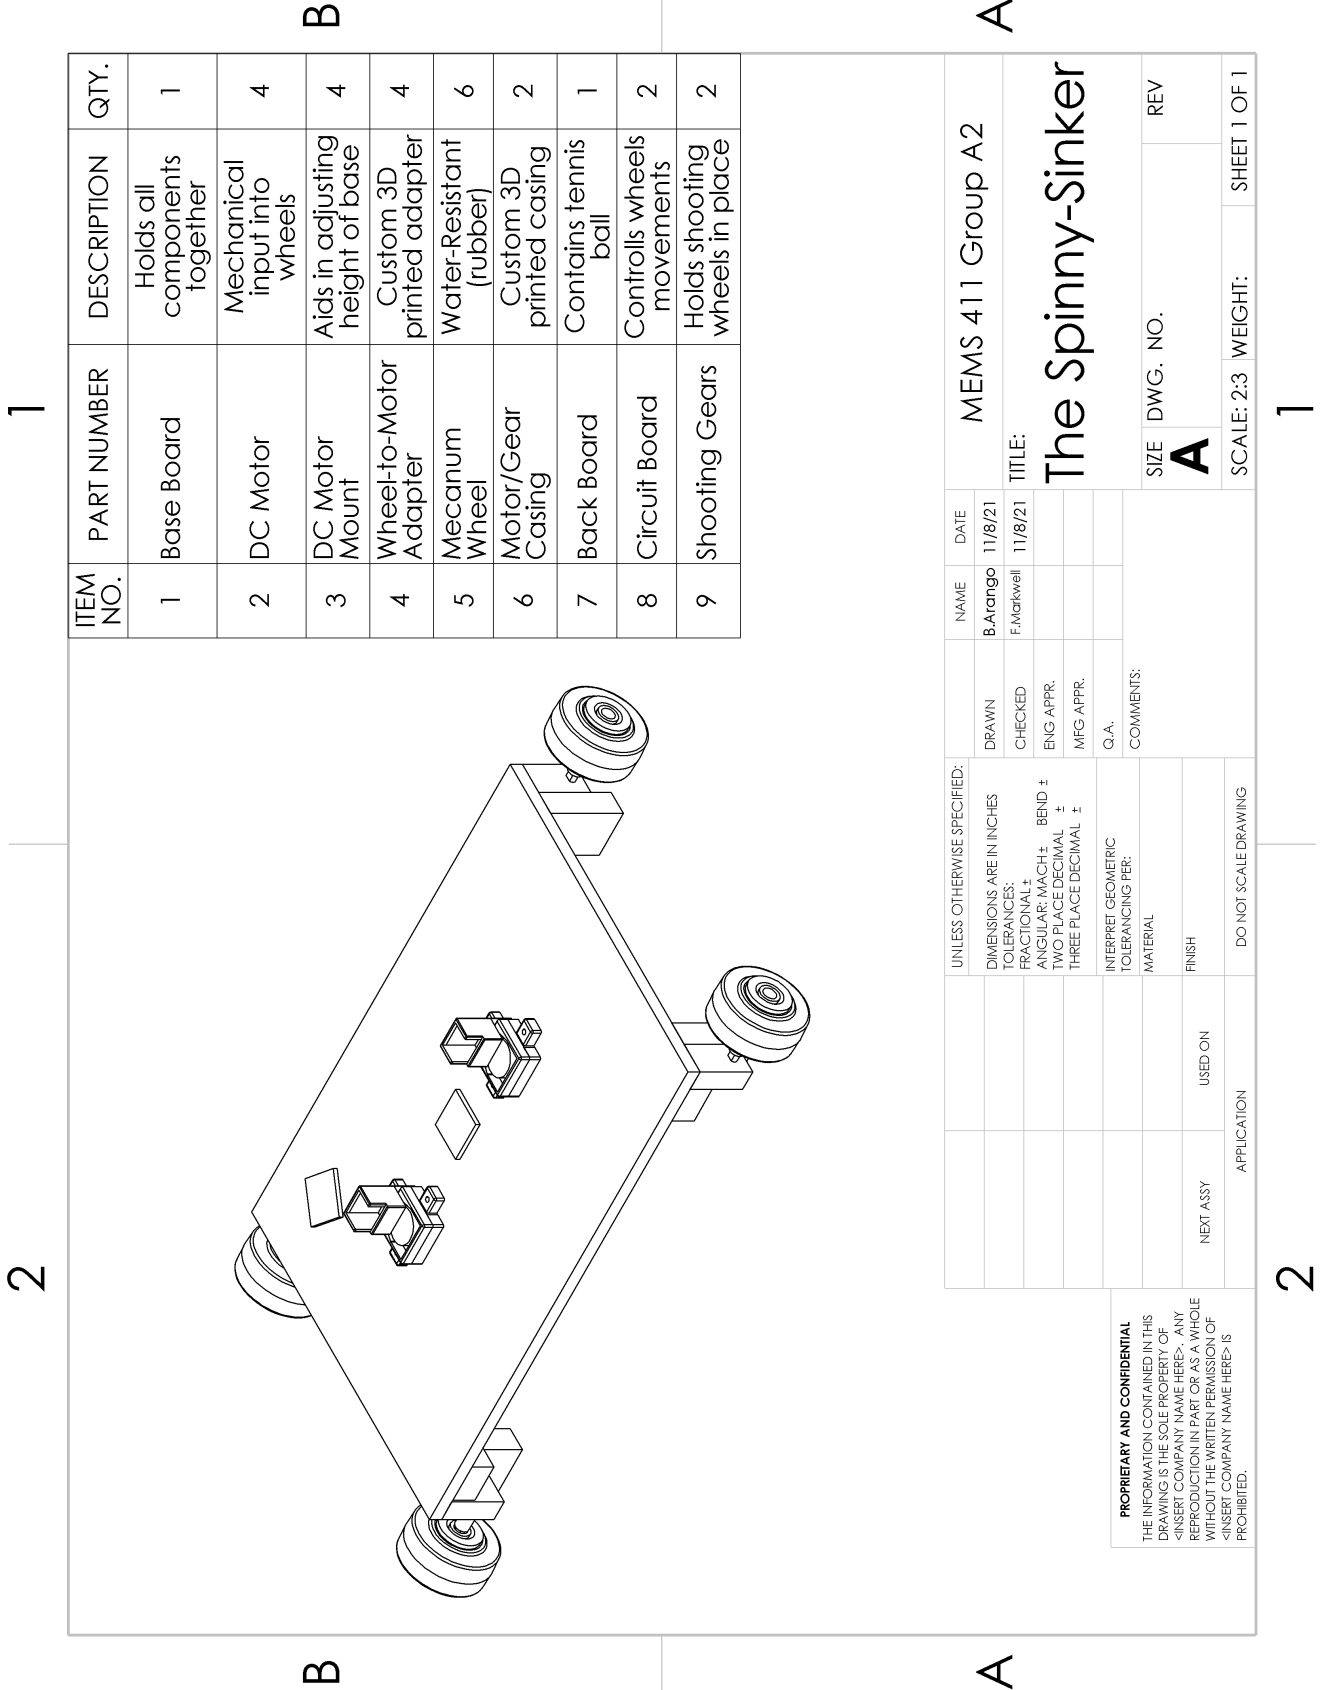 2
1
B
A
ITEM NO.
PART NUMBER
DESCRIPTION
QTY.
1
Base Board
Holds all
components
together
1
2
DC Motor
Mechanical
input into
wheels
4
3
DC Motor
Mount
Aids in adjusting
height of base
4
4
Wheel-to-Motor
Adapter
Custom 3D
printed adapter
4
5
Mecanum
Wheel
Water-Resistant
(rubber)
6
6
Motor/Gear
Casing
Custom 3D
printed casing
2
7
Back Board
Contains tennis
ball
1
8
Circuit Board
Controlls wheels
movements
2
9
Shooting Gears
Holds shooting
wheels in place
2
B
A
PROPRIETARY AND CONFIDENTIAL
THE INFORMATION CONTAINED IN THIS
DRAWING IS THE SOLE PROPERTY OF
<INSERT COMPANY NAME HERE>. ANY
REPRODUCTION IN PART OR AS A WHOLE
WITHOUT THE WRITTEN PERMISSION OF
<INSERT COMPANY NAME HERE> IS
PROHIBITED.
NEXT ASSY
USED ON
APPLICATION
UNLESS OTHERWISE SPECIFIED:
DIMENSIONS ARE IN INCHES
TOLERANCES:
FRACTIONAL ±
ANGULAR: MACH ± BEND ±
TWO PLACE DECIMAL ±
THREE PLACE DECIMAL ±
INTERPRET GEOMETRIC
TOLERANCING PER:
MATERIAL
FINISH
DO NOT SCALE DRAWING
NAME
DATE
DRAWN
B.Arango
11/8/21
CHECKED
F.Markwell
11/8/21
ENG APPR.
MFG APPR.
Q.A.
COMMENTS:
MEMS 411 Group A2
TITLE:
The Spinny-Sinker
SIZE
A
DWG. NO.
REV
SCALE: 2:3
WEIGHT:
SHEET 1 OF 1
2
1